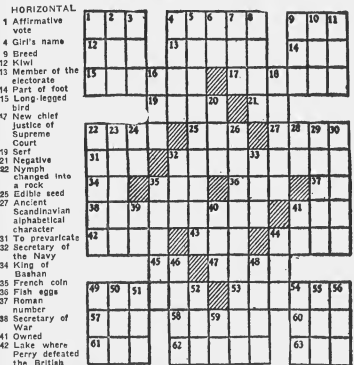 HORIZONTAL
1 Affirmative
vote
4 Girl's name
9 Breed
12 Kiwi
13 Member of the
electorate
14 Part of foot
15 Long-legged
bird
17 New chief
justice of
Supreme
Court
19 Serf
21 Negative
22 Nymph
changed into
a rock
25 Edible seed
27 Ancient
Scandinavian
alphabetical
character
31 To prevaricate
32 Secretary of
the Navy
34 King of
Bashan
35 French coin
36 Fish eggs
37 Roman
number
38 Secretary of
War
41 Owned
42 Lake where
Perry defeated
the British
1 2 3 4 5 6 7 8 9 10 11
12 13 14
15 16 17 18
19 20 21
22 23 24 25 26 27 28 29 30
31 32 33
34 35 36 37
38 39 40 41
42 43 44
45 46 47 48
49 50 51 52 53 54 55 56
57 58 59 60
61 62 63